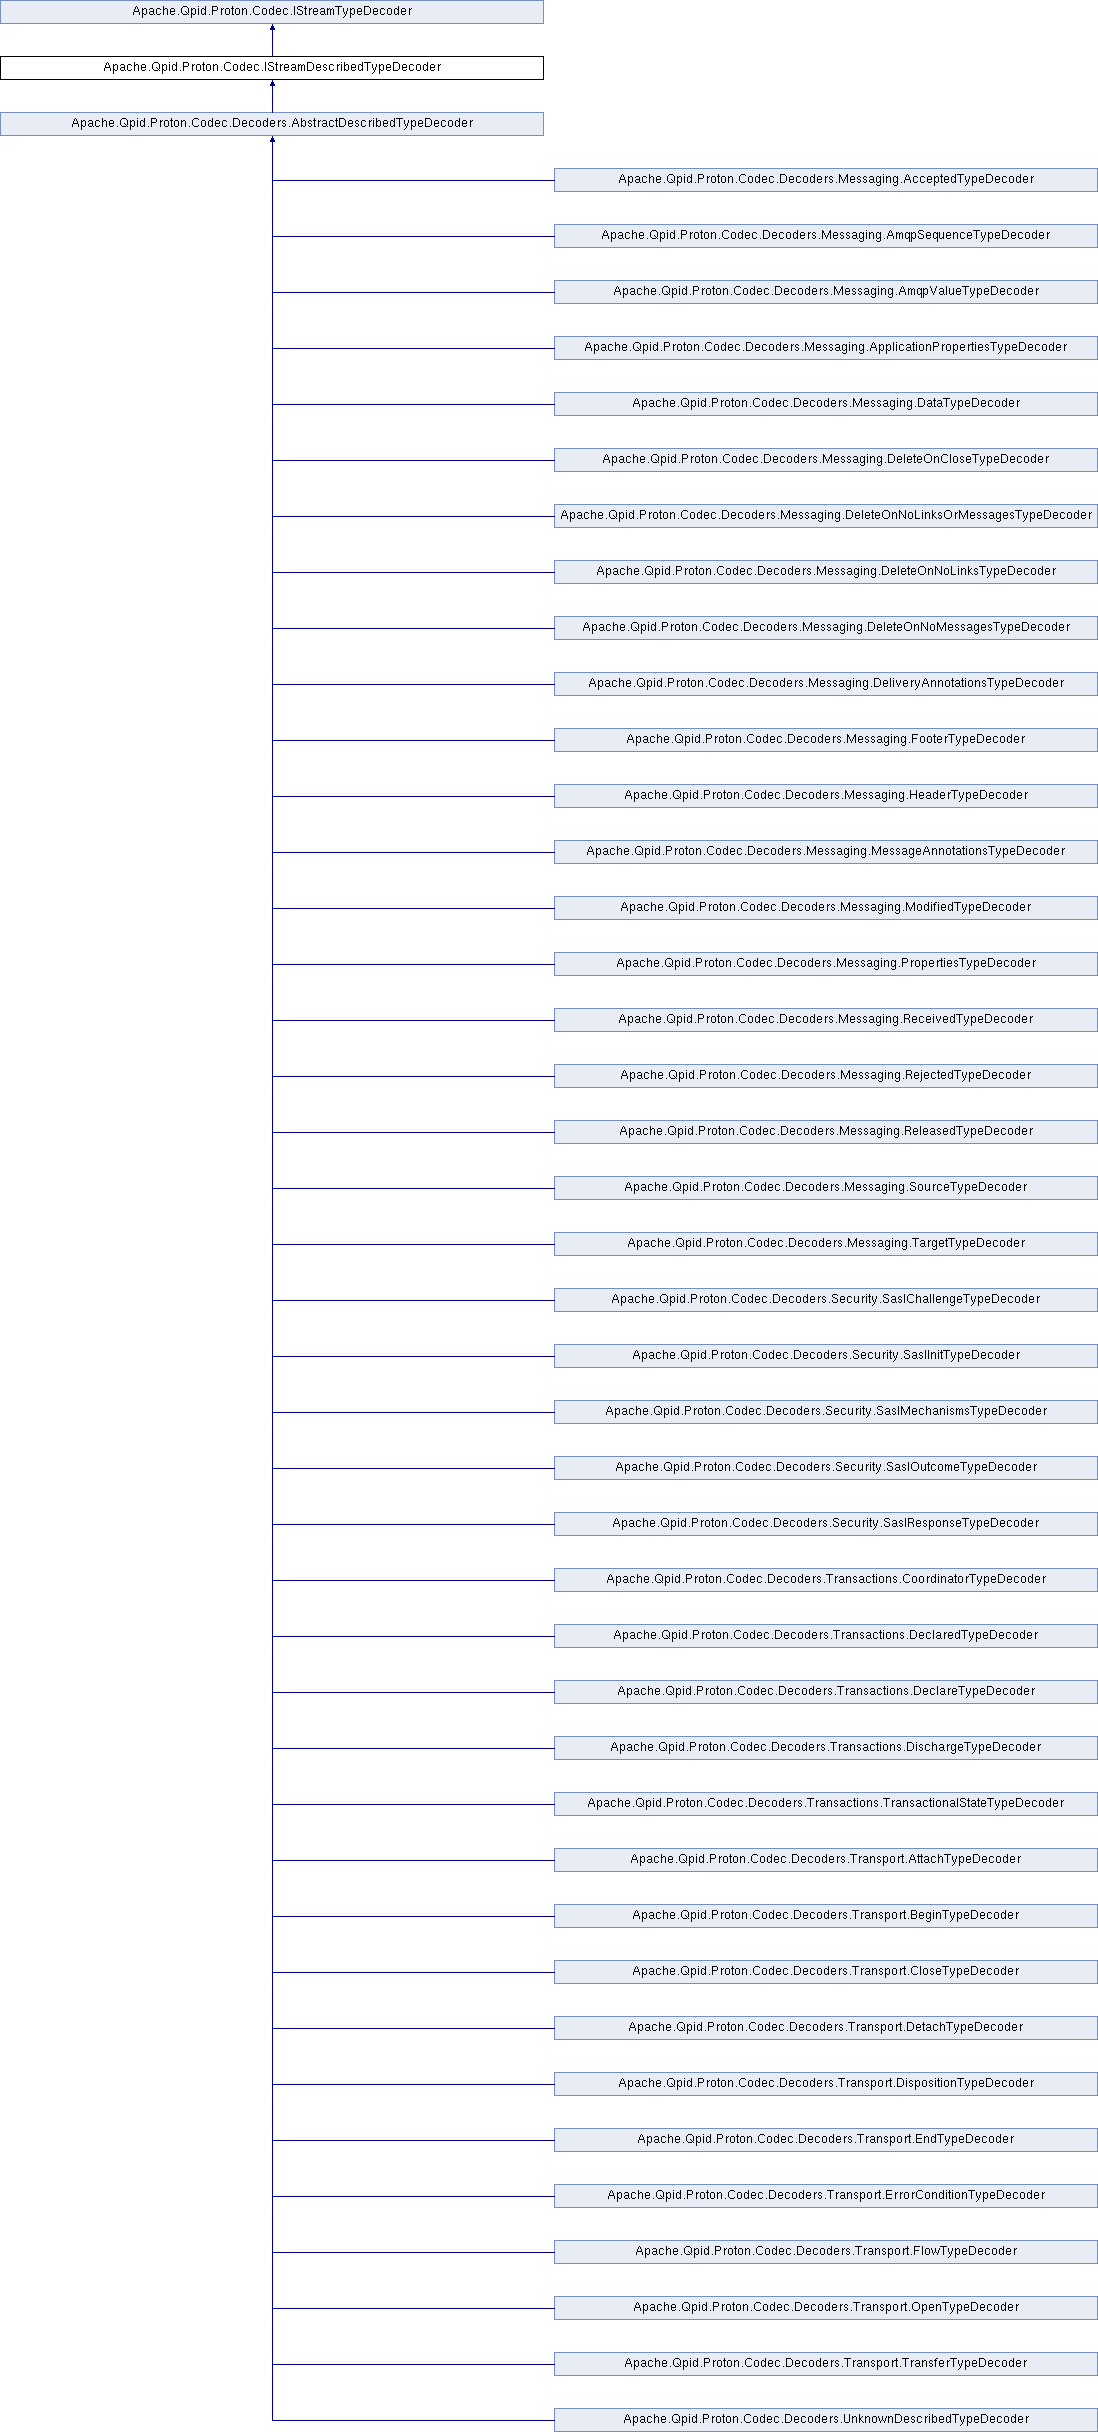 Apache.Qpid.Proton.Codec.IStreamTypeDecoder
Apache.Qpid.Proton.Codec.IStreamDescribedTypeDecoder
Apache.Qpid.Proton.Codec.Decoders.AbstractDescribedTypeDecoder
Apache.Qpid.Proton.Codec.Decoders.Messaging.AcceptedTypeDecoder
Apache.Qpid.Proton.Codec.Decoders.Messaging.AmqpSequenceTypeDecoder
Apache.Qpid.Proton.Codec.Decoders.Messaging.AmqpValueTypeDecoder
Apache.Qpid.Proton.Codec.Decoders.Messaging.ApplicationPropertiesTypeDecoder
Apache.Qpid.Proton.Codec.Decoders.Messaging.DataTypeDecoder
Apache.Qpid.Proton.Codec.Decoders.Messaging.DeleteOnCloseTypeDecoder
Apache.Qpid.Proton.Codec.Decoders.Messaging.DeleteOnNoLinksOrMessagesTypeDecoder
Apache.Qpid.Proton.Codec.Decoders.Messaging.DeleteOnNoLinksTypeDecoder
Apache.Qpid.Proton.Codec.Decoders.Messaging.DeleteOnNoMessagesTypeDecoder
Apache.Qpid.Proton.Codec.Decoders.Messaging.DeliveryAnnotationsTypeDecoder
Apache.Qpid.Proton.Codec.Decoders.Messaging.FooterTypeDecoder
Apache.Qpid.Proton.Codec.Decoders.Messaging.HeaderTypeDecoder
Apache.Qpid.Proton.Codec.Decoders.Messaging.MessageAnnotationsTypeDecoder
Apache.Qpid.Proton.Codec.Decoders.Messaging.ModifiedTypeDecoder
Apache.Qpid.Proton.Codec.Decoders.Messaging.PropertiesTypeDecoder
Apache.Qpid.Proton.Codec.Decoders.Messaging.ReceivedTypeDecoder
Apache.Qpid.Proton.Codec.Decoders.Messaging.RejectedTypeDecoder
Apache.Qpid.Proton.Codec.Decoders.Messaging.ReleasedTypeDecoder
Apache.Qpid.Proton.Codec.Decoders.Messaging.SourceTypeDecoder
Apache.Qpid.Proton.Codec.Decoders.Messaging.TargetTypeDecoder
Apache.Qpid.Proton.Codec.Decoders.Security.SaslChallengeTypeDecoder
Apache.Qpid.Proton.Codec.Decoders.Security.SaslInitTypeDecoder
Apache.Qpid.Proton.Codec.Decoders.Security.SaslMechanismsTypeDecoder
Apache.Qpid.Proton.Codec.Decoders.Security.SaslOutcomeTypeDecoder
Apache.Qpid.Proton.Codec.Decoders.Security.SaslResponseTypeDecoder
Apache.Qpid.Proton.Codec.Decoders.Transactions.CoordinatorTypeDecoder
Apache.Qpid.Proton.Codec.Decoders.Transactions.DeclaredTypeDecoder
Apache.Qpid.Proton.Codec.Decoders.Transactions.DeclareTypeDecoder
Apache.Qpid.Proton.Codec.Decoders.Transactions.DischargeTypeDecoder
Apache.Qpid.Proton.Codec.Decoders.Transactions.TransactionalStateTypeDecoder
Apache.Qpid.Proton.Codec.Decoders.Transport.AttachTypeDecoder
Apache.Qpid.Proton.Codec.Decoders.Transport.BeginTypeDecoder
Apache.Qpid.Proton.Codec.Decoders.Transport.CloseTypeDecoder
Apache.Qpid.Proton.Codec.Decoders.Transport.DetachTypeDecoder
Apache.Qpid.Proton.Codec.Decoders.Transport.DispositionTypeDecoder
Apache.Qpid.Proton.Codec.Decoders.Transport.EndTypeDecoder
Apache.Qpid.Proton.Codec.Decoders.Transport.ErrorConditionTypeDecoder
Apache.Qpid.Proton.Codec.Decoders.Transport.FlowTypeDecoder
Apache.Qpid.Proton.Codec.Decoders.Transport.OpenTypeDecoder
Apache.Qpid.Proton.Codec.Decoders.Transport.TransferTypeDecoder
Apache.Qpid.Proton.Codec.Decoders.UnknownDescribedTypeDecoder